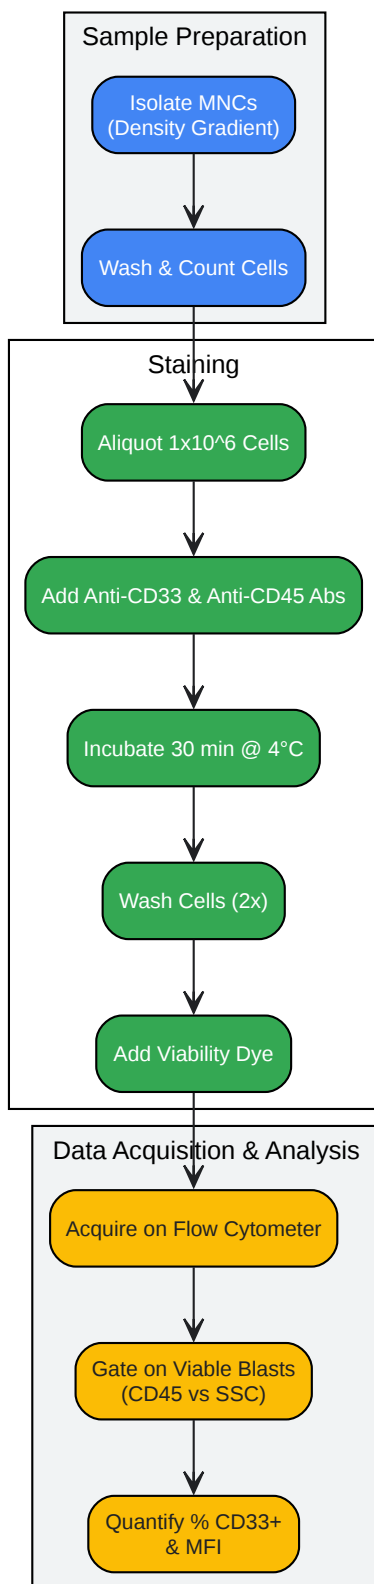 Sample Preparation
Isolate MNCs
(Density Gradient)
Wash & Count Cells
Staining
Aliquot 1x10^6 Cells
Add Anti-CD33 & Anti-CD45 Abs
Incubate 30 min @ 4°C
Wash Cells (2x)
Add Viability Dye
Data Acquisition & Analysis
Acquire on Flow Cytometer
Gate on Viable Blasts
(CD45 vs SSC)
Quantify % CD33+
& MFI